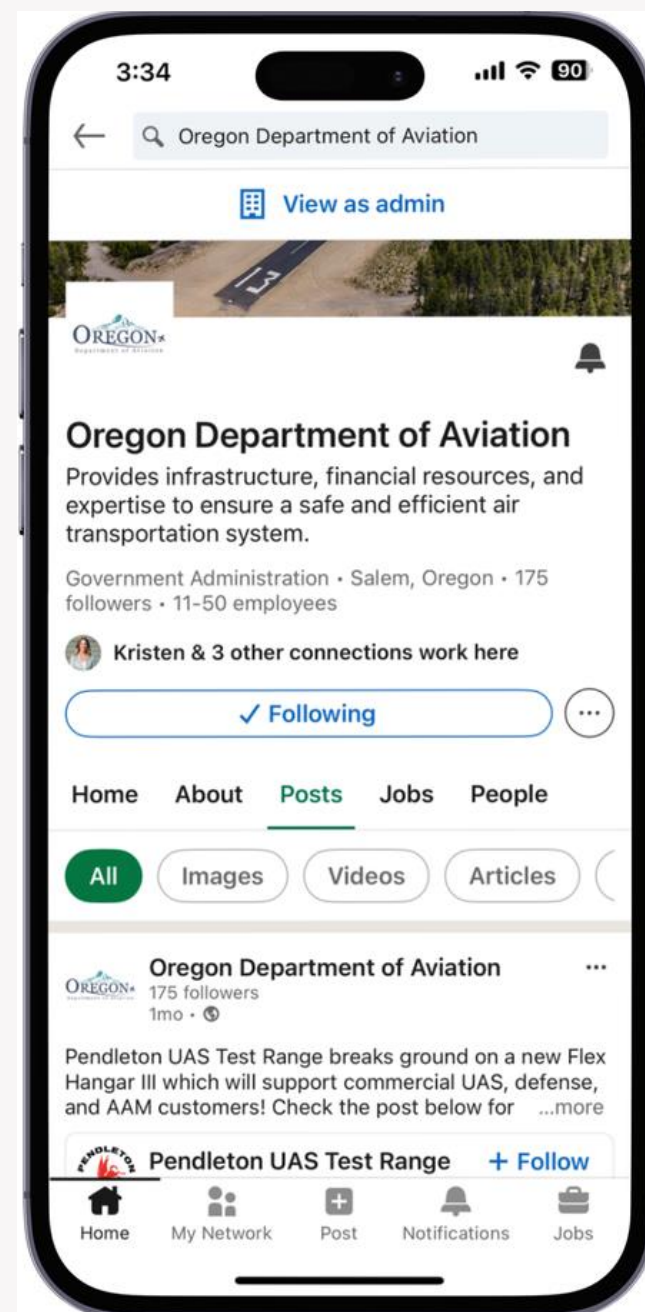 3:34
90
Oregon Department of Aviation
View as admin
13
OREGON
Department of Aviation
Oregon Department of Aviation
Provides infrastructure, financial resources, and
expertise to ensure a safe and efficient air
transportation system.
Government Administration • Salem, Oregon • 175
followers • 11-50 employees
Kristen & 3 other connections work here
✓ Following
Home About Posts Jobs People
All Images Videos Articles
OREGON
Oregon Department of Aviation
175 followers
1mo •
Pendleton UAS Test Range breaks ground on a new Flex
Hangar III which will support commercial UAS, defense,
and AAM customers! Check the post below for ...more
PENDLETON
Pendleton UAS Test Range + Follow
Home My Network Post Notifications Jobs